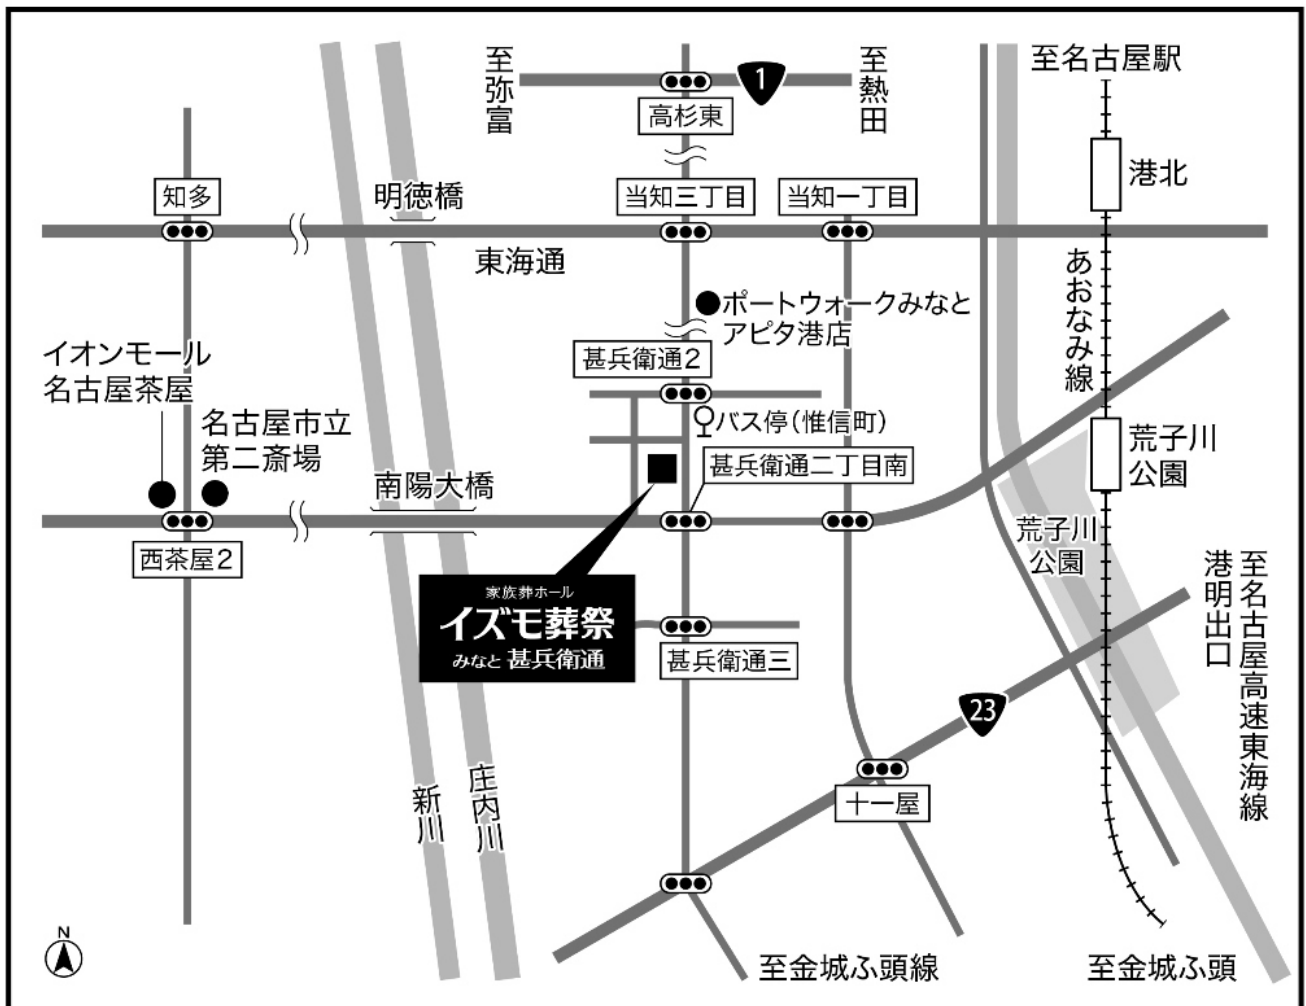 至弥富
1
至熱田
至名古屋駅
高杉東
港北
知多
明徳橋
当知三丁目
当知一丁目
東海通
あおなみ線
ポートウォークみなと
アピタ港店
イオンモール
名古屋茶屋
甚兵衛通2
名古屋市立
第二斎場
バス停(惟信町)
荒子川
公園
甚兵衛通二丁目南
南陽大橋
西茶屋2
荒子川
公園
至名古屋高速東海線
港明出口
家族葬ホール
イズモ葬祭
みなと 甚兵衛通
甚兵衛通三
23
新川
庄内川
十一屋
N
至金城ふ頭線
至金城ふ頭